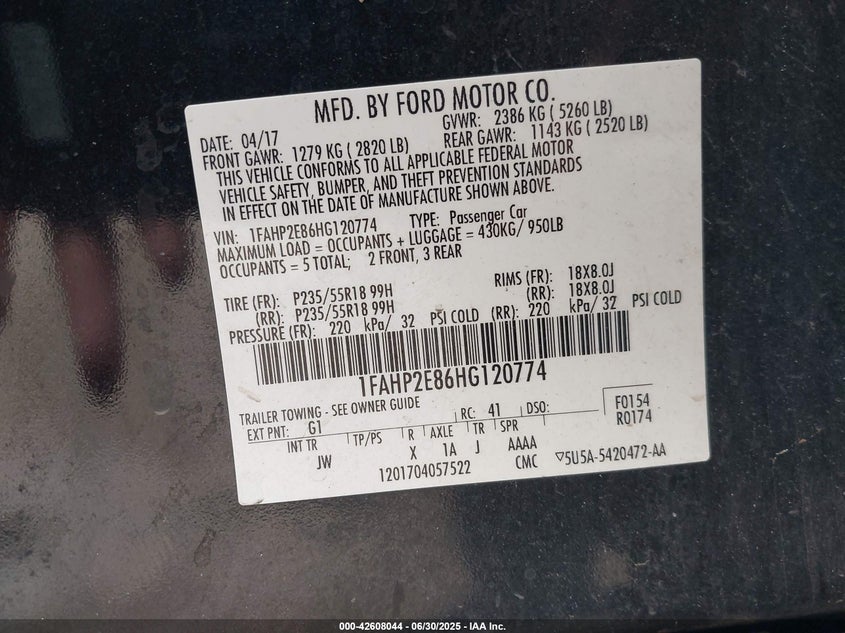 MFD. BY FORD MOTOR CO.
DATE: 04/17 GVWR: 2386 KG ( 5260 LB)
FRONT GAWR: 1279 KG ( 2820 LB) REAR GAWR: 1143 KG ( 2520 LB)
THIS VEHICLE CONFORMS TO ALL APPLICABLE FEDERAL MOTOR
VEHICLE SAFETY, BUMPER, AND THEFT PREVENTION STANDARDS
IN EFFECT ON THE DATE OF MANUFACTURE SHOWN ABOVE.
VIN: 1FAHP2E86HG120774 TYPE: Passenger Car
MAXIMUM LOAD = OCCUPANTS + LUGGAGE = 430KG/ 950LB
OCCUPANTS = 5 TOTAL; 2 FRONT, 3 REAR
TIRE (FR): P235/55R18 99H RIMS (FR): 18X8.0J
(RR): P235/55R18 99H (RR): 18X8.0J
PRESSURE (FR): 220 kPa/ 32 PSI COLD (RR): 220 kPa/ 32 PSI COLD
1FAHP2E86HG120774
TRAILER TOWING - SEE OWNER GUIDE
EXT PNT: G1 RC: 41 DSO: F0154
INT TR TP/PS R AXLE TR SPR R0174
JW X 1A J AAAA
1201704057522 CMC ▽5U5A-5420472-AA
000-42608044 / 06/30/2025 - IAA Inc.